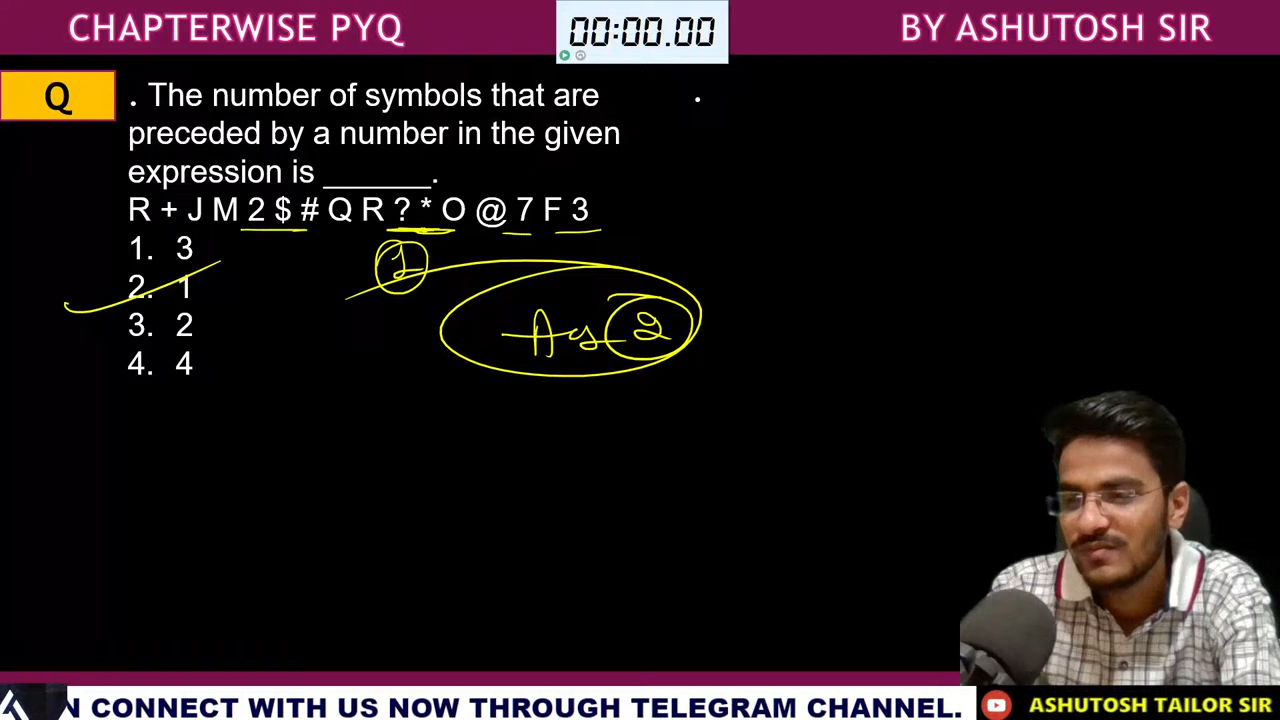 CHAPTERWISE PYQ
00:00.00
BY ASHUTOSH SIR
Q
. The number of symbols that are
preceded by a number in the given
expression is ______.
R + J M 2 $ # Q R ? * O @ 7 F 3
1. 3
2. 1
3. 2
4. 4
1
As 2
N CONNECT WITH US NOW THROUGH TELEGRAM CHANNEL.
ASHUTOSH TAILOR SIR